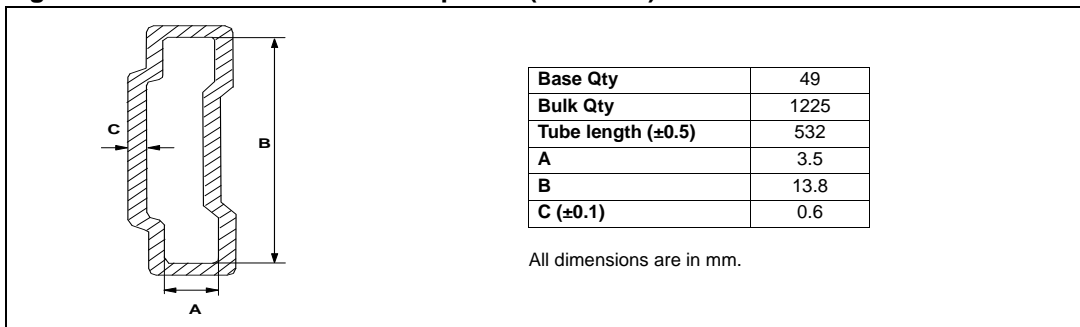 C
B
A
Base Qty 49
Bulk Qty 1225
Tube length (±0.5) 532
A 3.5
B 13.8
C (±0.1) 0.6
All dimensions are in mm.